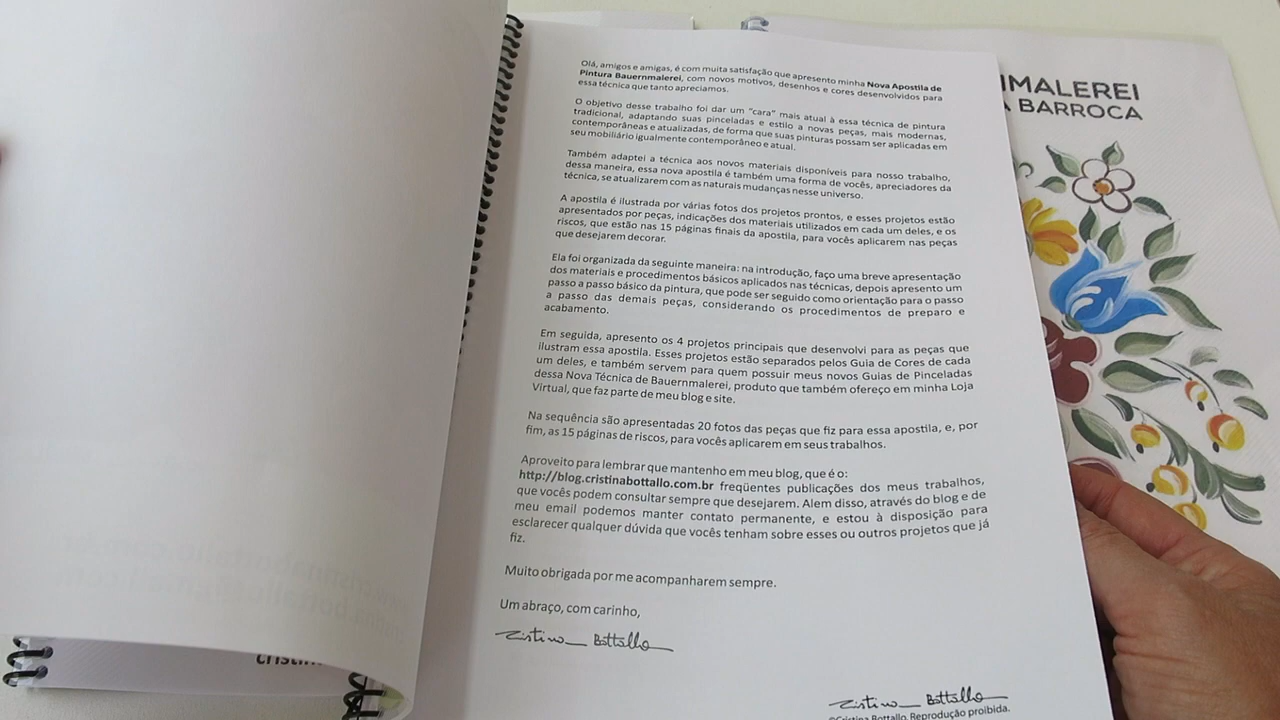 Olá, amigos e amigas, é com muita satisfação que apresento minha Nova Apostila de
Pintura Bauernmalerei, com novos motivos, desenhos e cores desenvolvidos para
essa técnica que tanto apreciamos.
O objetivo desse trabalho foi dar um "cara" mais atual à essa técnica de pintura
tradicional, adaptando suas pinceladas e estilo a novas peças, mais modernas,
contemporâneas e atualizadas, de forma que suas pinturas possam ser aplicadas em
seu mobiliário igualmente contemporâneo e atual.
Também adaptei a técnica aos novos materiais disponíveis para nosso trabalho,
dessa maneira, essa nova apostila é também uma forma de vocês, apreciadores da
técnica, se atualizarem com as naturais mudanças nesse universo.
A apostila é ilustrada por várias fotos dos projetos prontos, e esses projetos estão
apresentados por peças, indicações dos materiais utilizados em cada um deles, e os
riscos, que estão nas 15 páginas finais da apostila, para vocês aplicarem nas peças
que desejarem decorar.
Ela foi organizada da seguinte maneira: na introdução, faço uma breve apresentação
dos materiais e procedimentos básicos aplicados nas técnicas, depois apresento um
passo a passo básico da pintura, que pode ser seguido como orientação para o passo
a passo das demais peças, considerando os procedimentos de preparo e
acabamento.
Em seguida, apresento os 4 projetos principais que desenvolvi para as peças que
ilustram essa apostila. Esses projetos estão separados pelos Guia de Cores de cada
um deles, e também servem para quem possuir meus novos Guias de Pinceladas
dessa Nova Técnica de Bauernmalerei, produto que também ofereço em minha Loja
Virtual, que faz parte de meu blog e site.
Na sequência são apresentadas 20 fotos das peças que fiz para essa apostila, e, por
fim, as 15 páginas de riscos, para vocês aplicarem em seus trabalhos.
Aproveito para lembrar que mantenho em meu blog, que é o:
http://blog.cristinabottallo.com.br freqüentes publicações dos meus trabalhos,
que vocês podem consultar sempre que desejarem. Alem disso, através do blog e de
meu email podemos manter contato permanente, e estou à disposição para
esclarecer qualquer dúvida que vocês tenham sobre esses ou outros projetos que já
fiz.
Muito obrigada por me acompanharem sempre.
Um abraço, com carinho,
Cristina Bottallo
Cristina Bottallo
©Cristina Bottallo. Reprodução proibida.
IMALEREI
A BARROCA